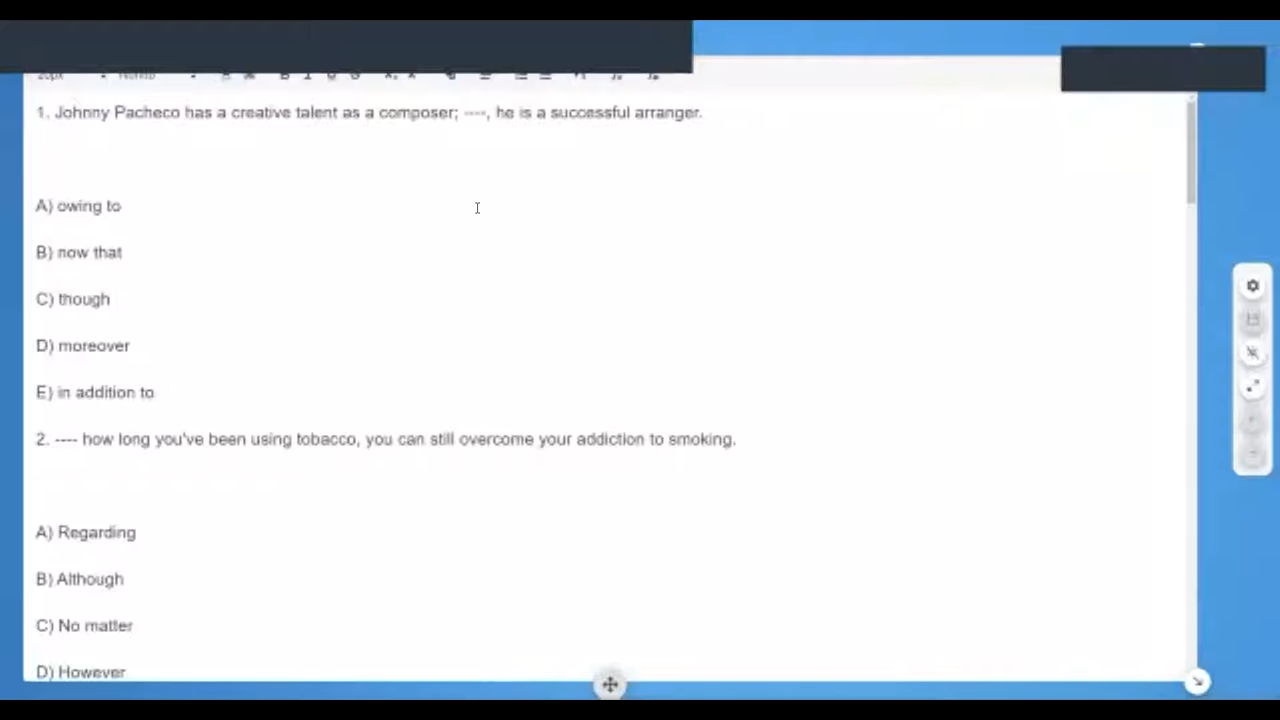 1. Johnny Pacheco has a creative talent as a composer; ----, he is a successful arranger.
A) owing to
B) now that
C) though
D) moreover
E) in addition to
2. ---- how long you've been using tobacco, you can still overcome your addiction to smoking.
A) Regarding
B) Although
C) No matter
D) However